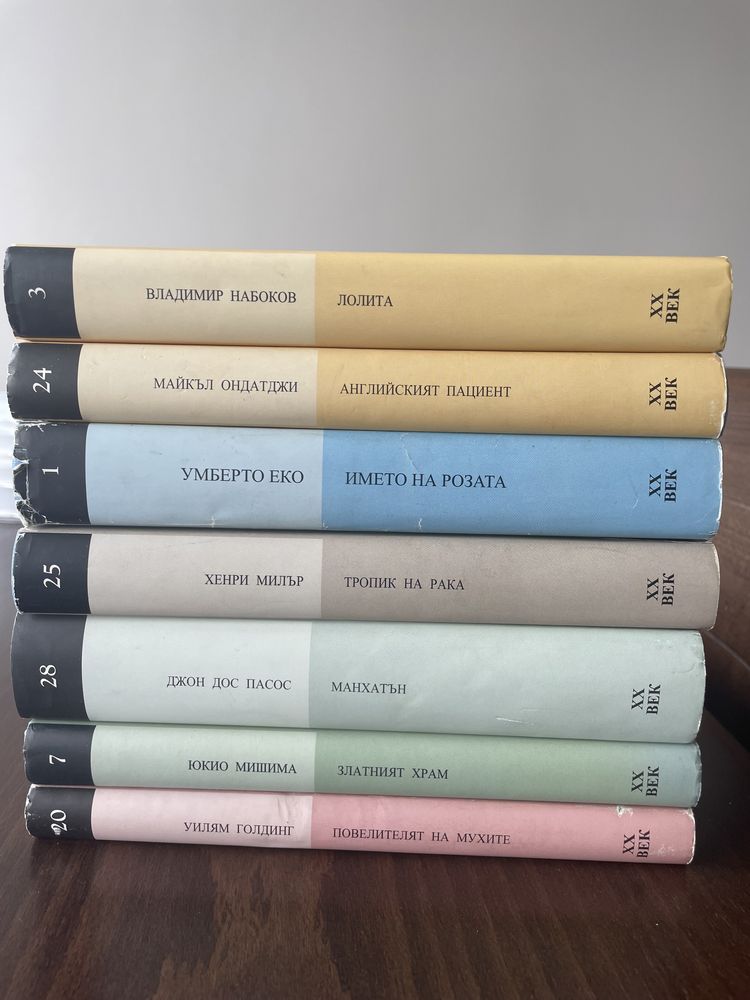 3
ВЛАДИМИР НАБОКОВ
ЛОЛИТА
XX
ВЕК
24
МАЙКЪЛ ОНДАТДЖИ
АНГЛИЙСКИЯТ ПАЦИЕНТ
XX
ВЕК
1
УМБЕРТО ЕКО
ИМЕТО НА РОЗАТА
XX
ВЕК
25
ХЕНРИ МИЛЪР
ТРОПИК НА РАКА
XX
ВЕК
28
ДЖОН ДОС ПАСОС
МАНХАТЪН
XX
ВЕК
7
ЮКИО МИШИМА
ЗЛАТНИЯТ ХРАМ
XX
ВЕК
20
УИЛЯМ ГОЛДИНГ
ПОВЕЛИТЕЛЯТ НА МУХИТЕ
XX
ВЕК